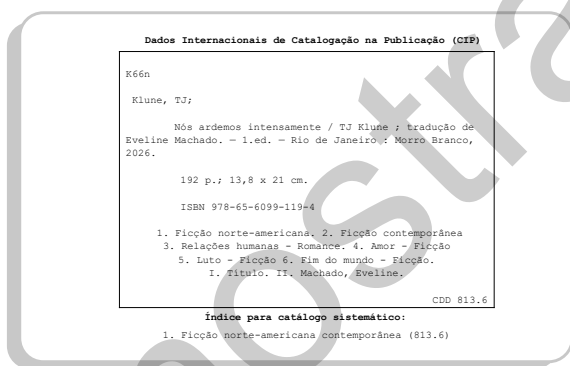 Dados Internacionais de Catalogação na Publicação (CIP)
K66n
Klune, TJ;
Nós ardemos intensamente / TJ Klune ; tradução de
Eveline Machado. — 1.ed. — Rio de Janeiro : Morro Branco,
2026.
192 p.; 13,8 x 21 cm.
ISBN 978-65-6099-119-4
1. Ficção norte-americana. 2. Ficção contemporânea
3. Relações humanas - Romance. 4. Amor - Ficção
5. Luto - Ficção 6. Fim do mundo - Ficção.
I. Título. II. Machado, Eveline.
CDD 813.6
Índice para catálogo sistemático:
1. Ficção norte-americana contemporânea (813.6)